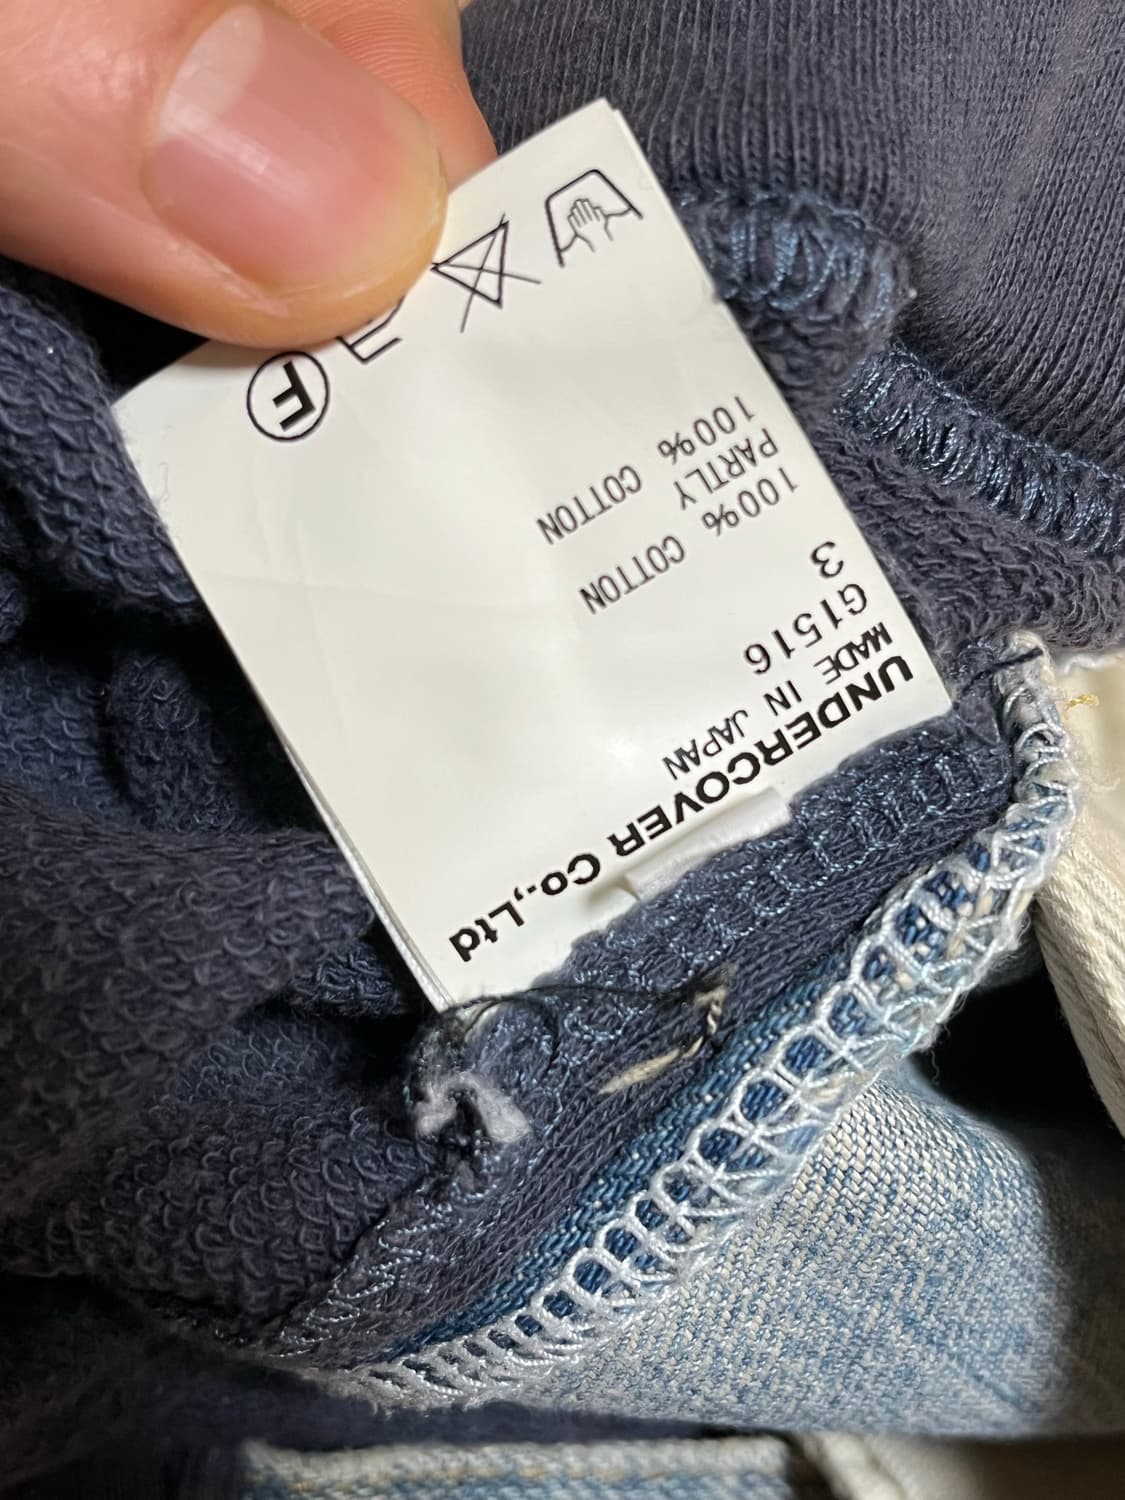 UNDERCOVER Co.,Ltd
MADE IN JAPAN
G1516
3
100% COTTON
PARTLY
100% COTTON
F